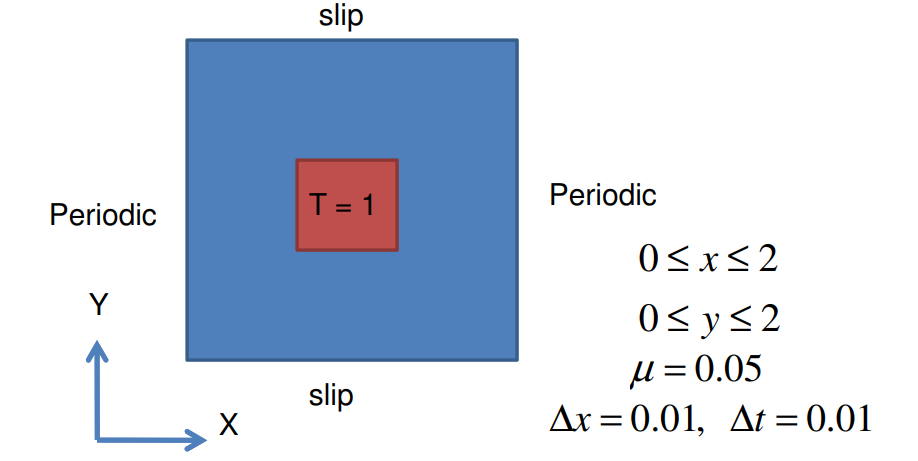 slip
T = 1
Periodic
Periodic
0 ≤ x ≤ 2
Y
0 ≤ y ≤ 2
μ = 0.05
slip
X
Δx = 0.01, Δt = 0.01